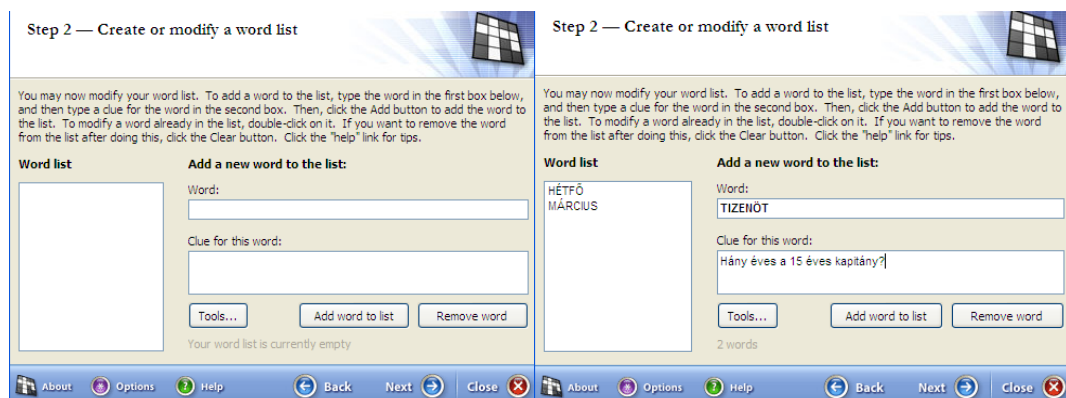 Step 2 — Create or modify a word list
You may now modify your word list. To add a word to the list, type the word in the first box below,
and then type a clue for the word in the second box. Then, click the Add button to add the word to
the list. To modify a word already in the list, double-click on it. If you want to remove the word
from the list after doing this, click the Clear button. Click the "help" link for tips.
Word list
Add a new word to the list:
Word:
Clue for this word:
Tools...
Add word to list
Remove word
Your word list is currently empty
About
Options
Help
Back
Next
Close
Step 2 — Create or modify a word list
You may now modify your word list. To add a word to the list, type the word in the first box below,
and then type a clue for the word in the second box. Then, click the Add button to add the word to
the list. To modify a word already in the list, double-click on it. If you want to remove the word
from the list after doing this, click the Clear button. Click the "help" link for tips.
Word list
HÉTFŐ
MÁRCIUS
Add a new word to the list:
Word:
TIZENÖT
Clue for this word:
Hány éves a 15 éves kapitány?
Tools...
Add word to list
Remove word
2 words
About
Options
Help
Back
Next
Close